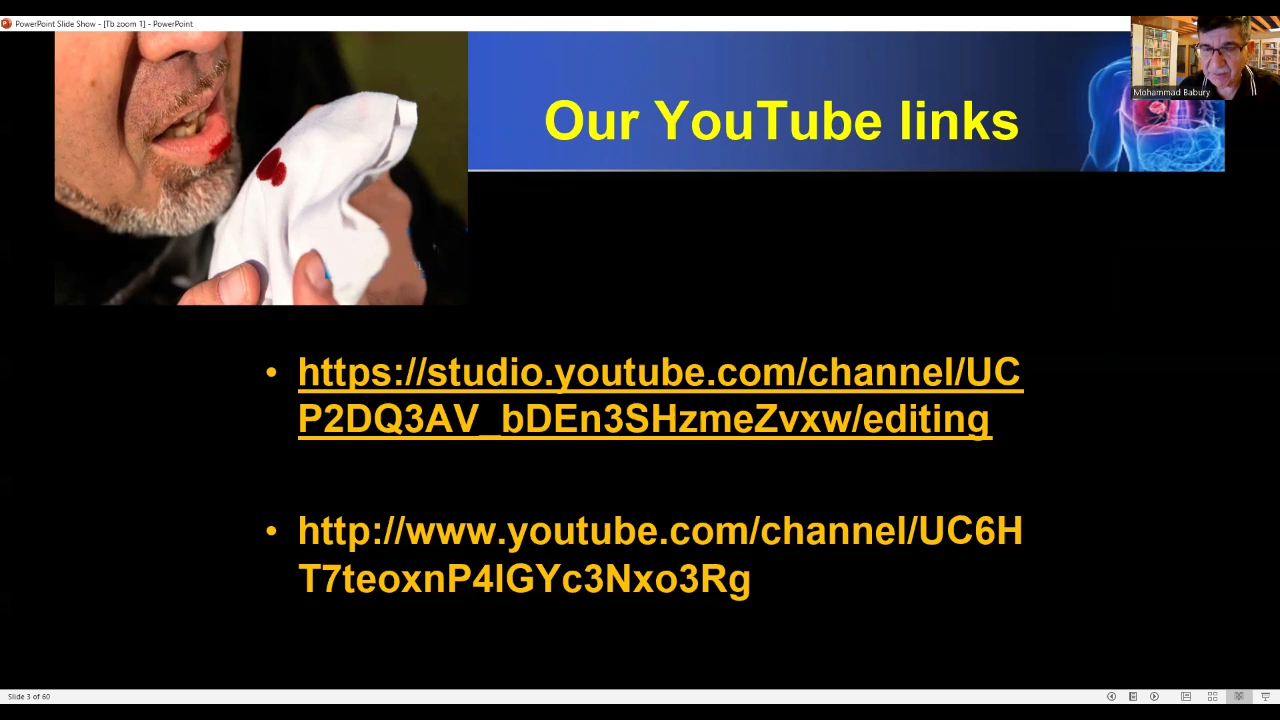 PowerPoint Slide Show - [Tb zoom 1] - PowerPoint
Mohammad Babury
Our YouTube links
• https://studio.youtube.com/channel/UC
P2DQ3AV_bDEn3SHzmeZvxw/editing
• http://www.youtube.com/channel/UC6H
T7teoxnP4lGYc3Nxo3Rg
Slide 3 of 60